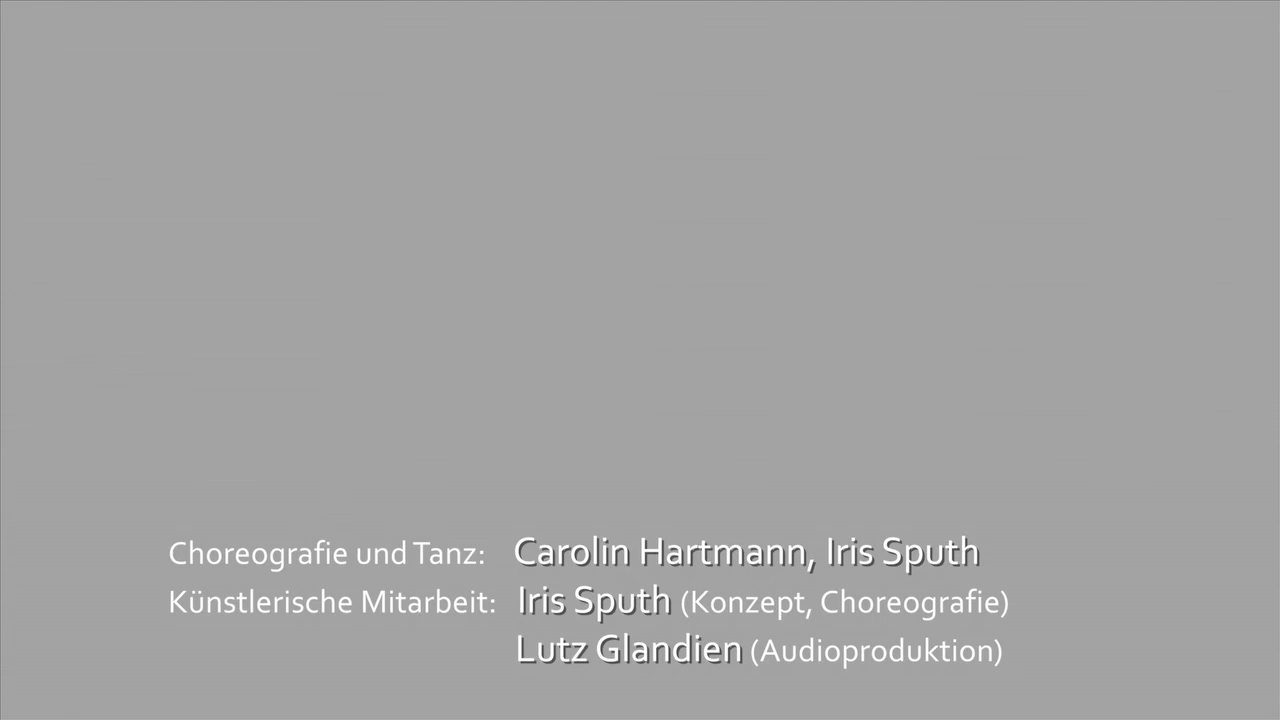 Choreografie und Tanz: Carolin Hartmann, Iris Sputh
Künstlerische Mitarbeit: Iris Sputh (Konzept, Choreografie)
Lutz Glandien (Audioproduktion)